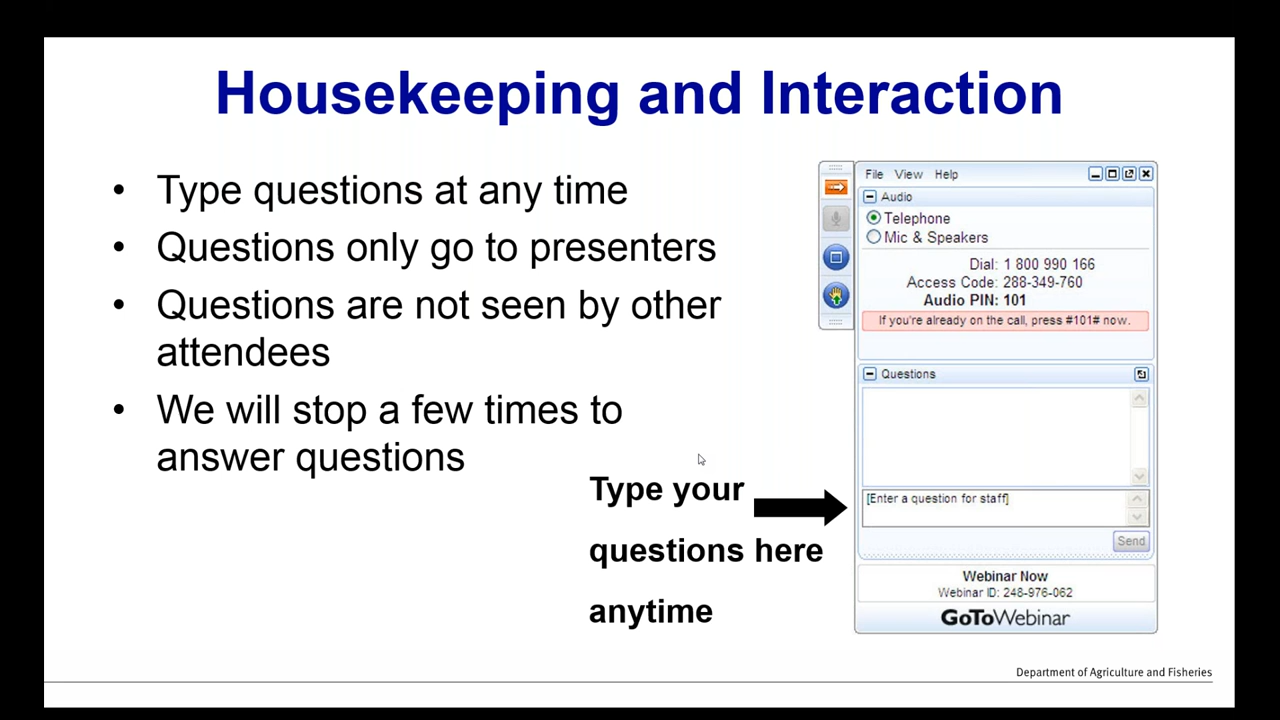 Housekeeping and Interaction
• Type questions at any time
• Questions only go to presenters
• Questions are not seen by other
attendees
• We will stop a few times to
answer questions
Type your
questions here
anytime
File View Help
Audio
Telephone
Mic & Speakers
Dial: 1 800 990 166
Access Code: 288-349-760
Audio PIN: 101
If you're already on the call, press #101# now.
Questions
[Enter a question for staff]
Send
Webinar Now
Webinar ID: 248-976-062
GoToWebinar
Department of Agriculture and Fisheries